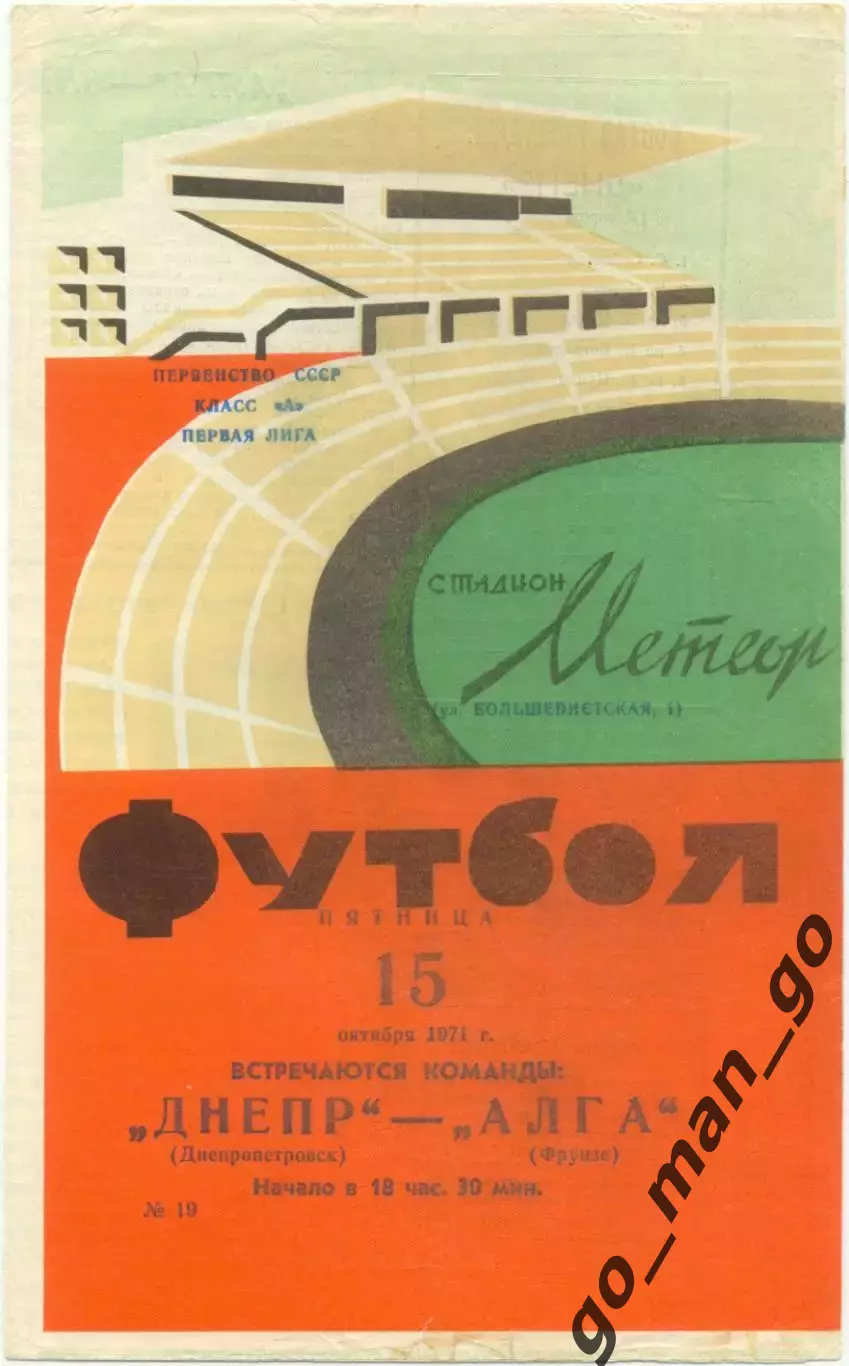 ПЕРВЕНСТВО СССР
КЛАСС «А»
ПЕРВАЯ ЛИГА
СТАДИОН
Метеор
(ул. БОЛЬШЕВИСТСКАЯ, 1)
ФУТБОЛ
ПЯТНИЦА
15
октября 1971 г.
ВСТРЕЧАЮТСЯ КОМАНДЫ:
„ДНЕПР“ — „АЛГА“
(Днепропетровск) (Фрунзе)
Начало в 18 час. 30 мин.
№ 19
go_man_go